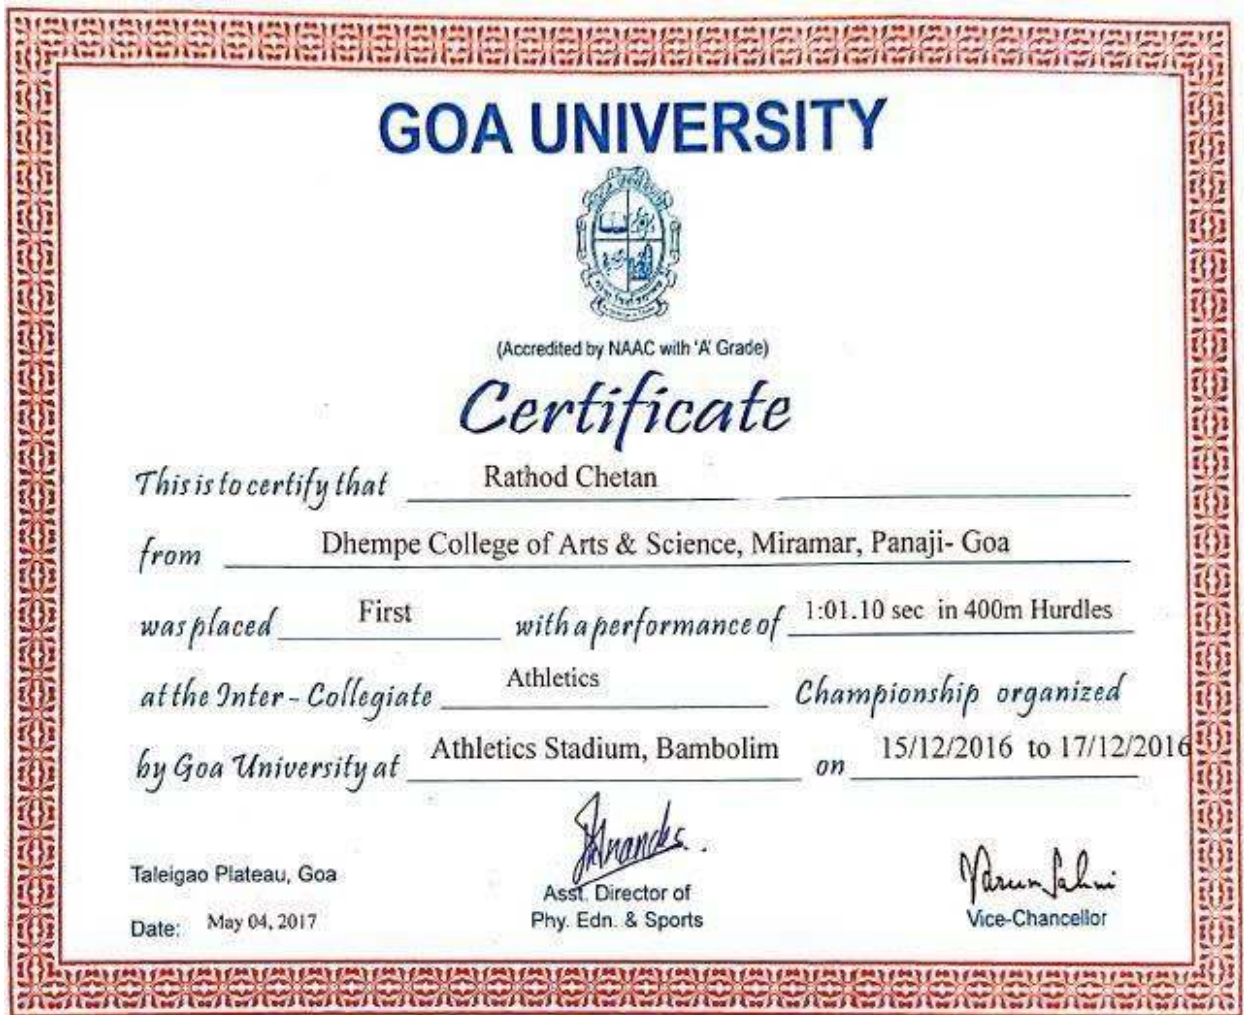 GOA UNIVERSITY
(Accredited by NAAC with 'A' Grade)
Certificate
This is to certify that Rathod Chetan
from Dhempe College of Arts & Science, Miramar, Panaji- Goa
was placed First with a performance of 1:01.10 sec in 400m Hurdles
at the Inter-Collegiate Athletics Championship organized
by Goa University at Athletics Stadium, Bambolim on 15/12/2016 to 17/12/2016
Taleigao Plateau, Goa
Asst. Director of
Phy. Edn. & Sports
Varun Sahni
Vice-Chancellor
Date: May 04, 2017